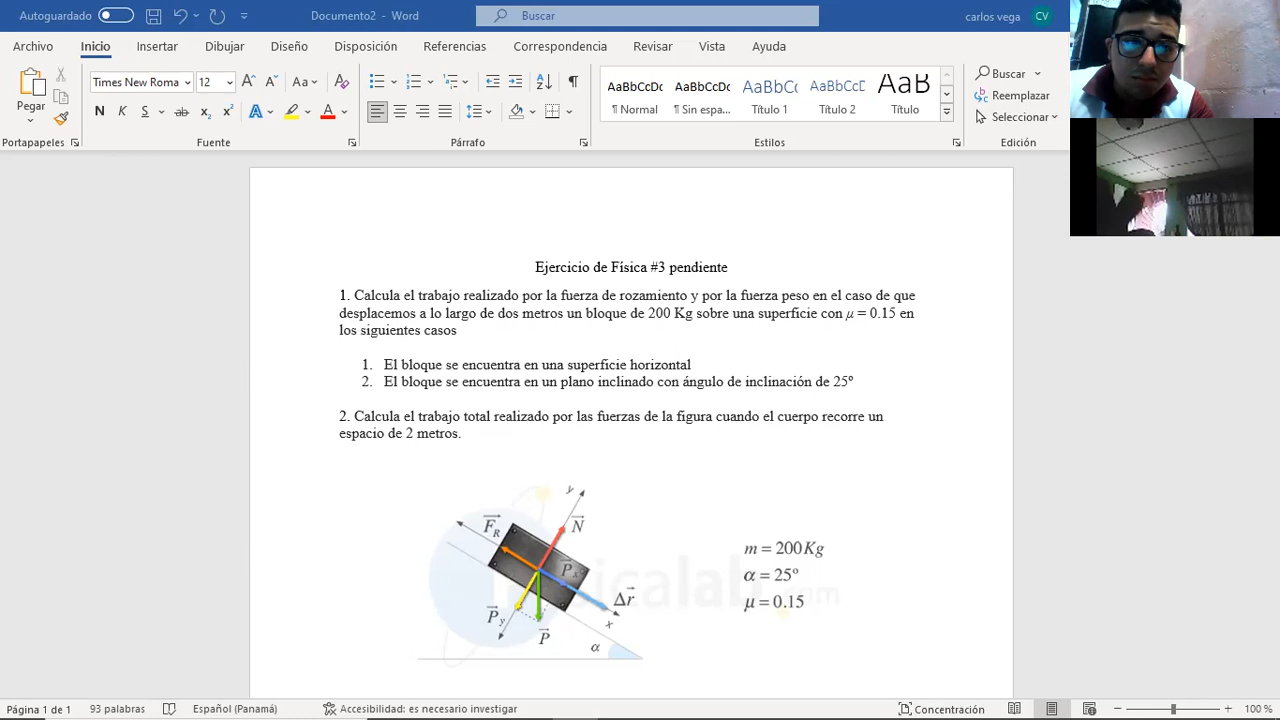 Autoguardado
Documento2 - Word
Buscar
carlos vega
CV
Archivo Inicio Insertar Dibujar Diseño Disposición Referencias Correspondencia Revisar Vista Ayuda
Pegar
Times New Roma
12
Aa
N K S ab x₂ x²
A A
AaBbCcDc AaBbCcDc AaBbCc AaBbCcD AaB
¶ Normal ¶ Sin espa... Título 1 Título 2 Título
Buscar
Reemplazar
Seleccionar
Portapapeles Fuente Párrafo Estilos Edición
Ejercicio de Física #3 pendiente
1. Calcula el trabajo realizado por la fuerza de rozamiento y por la fuerza peso en el caso de que
desplacemos a lo largo de dos metros un bloque de 200 Kg sobre una superficie con μ = 0.15 en
los siguientes casos
1. El bloque se encuentra en una superficie horizontal
2. El bloque se encuentra en un plano inclinado con ángulo de inclinación de 25º
2. Calcula el trabajo total realizado por las fuerzas de la figura cuando el cuerpo recorre un
espacio de 2 metros.
y
F_R
N
P_x
Δr
x
P_y
P
α
m = 200Kg
α = 25º
μ = 0.15
Página 1 de 1 93 palabras Español (Panamá) Accesibilidad: es necesario investigar Concentración 100 %